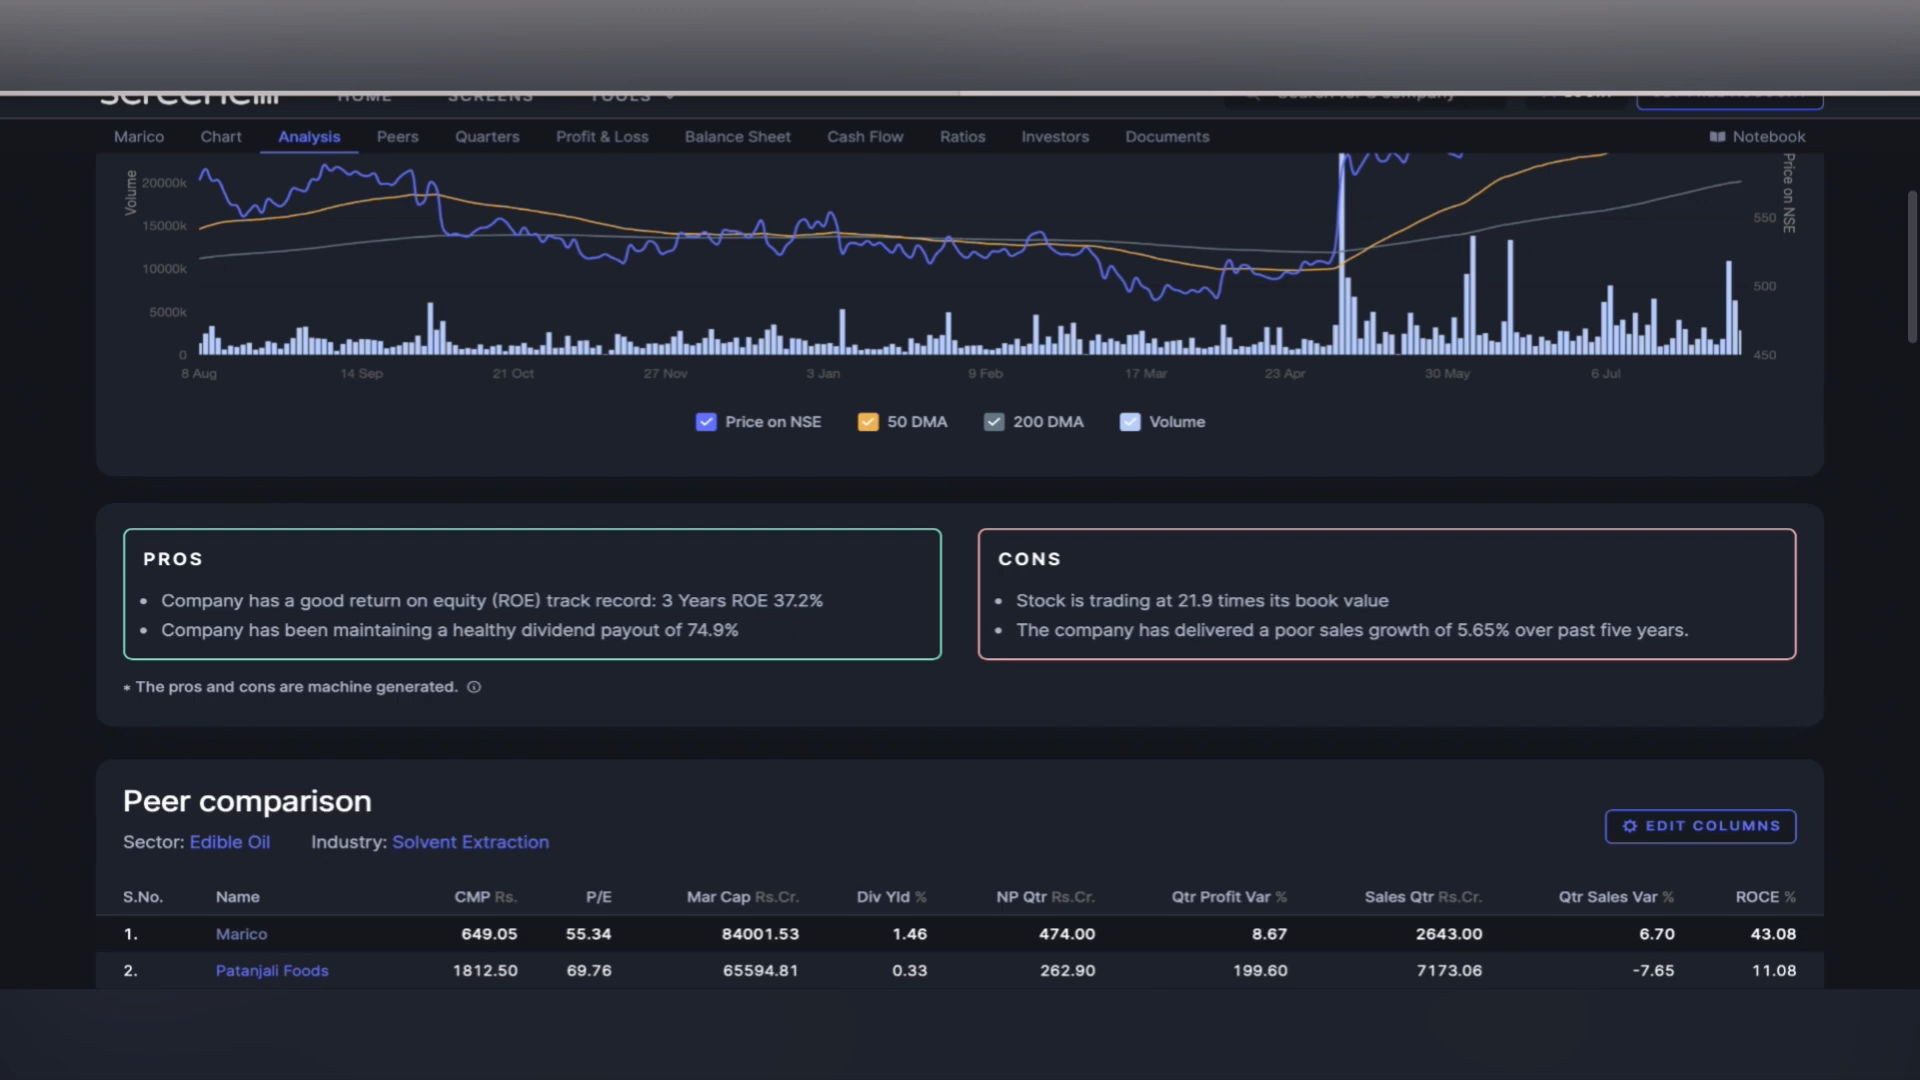 HOME SCREENS TOOLS
Search for a company
Marico Chart Analysis Peers Quarters Profit & Loss Balance Sheet Cash Flow Ratios Investors Documents Notebook
Volume
20000k
15000k
10000k
5000k
0
Price on NSE
550
500
450
8 Aug 14 Sep 21 Oct 27 Nov 3 Jan 9 Feb 17 Mar 23 Apr 30 May 6 Jul
Price on NSE 50 DMA 200 DMA Volume
PROS
• Company has a good return on equity (ROE) track record: 3 Years ROE 37.2%
• Company has been maintaining a healthy dividend payout of 74.9%
CONS
• Stock is trading at 21.9 times its book value
• The company has delivered a poor sales growth of 5.65% over past five years.
* The pros and cons are machine generated.
Peer comparison
Sector: Edible Oil Industry: Solvent Extraction
EDIT COLUMNS
S.No. Name CMP Rs. P/E Mar Cap Rs.Cr. Div Yld % NP Qtr Rs.Cr. Qtr Profit Var % Sales Qtr Rs.Cr. Qtr Sales Var % ROCE %
1. Marico 649.05 55.34 84001.53 1.46 474.00 8.67 2643.00 6.70 43.08
2. Patanjali Foods 1812.50 69.76 65594.81 0.33 262.90 199.60 7173.06 -7.65 11.08